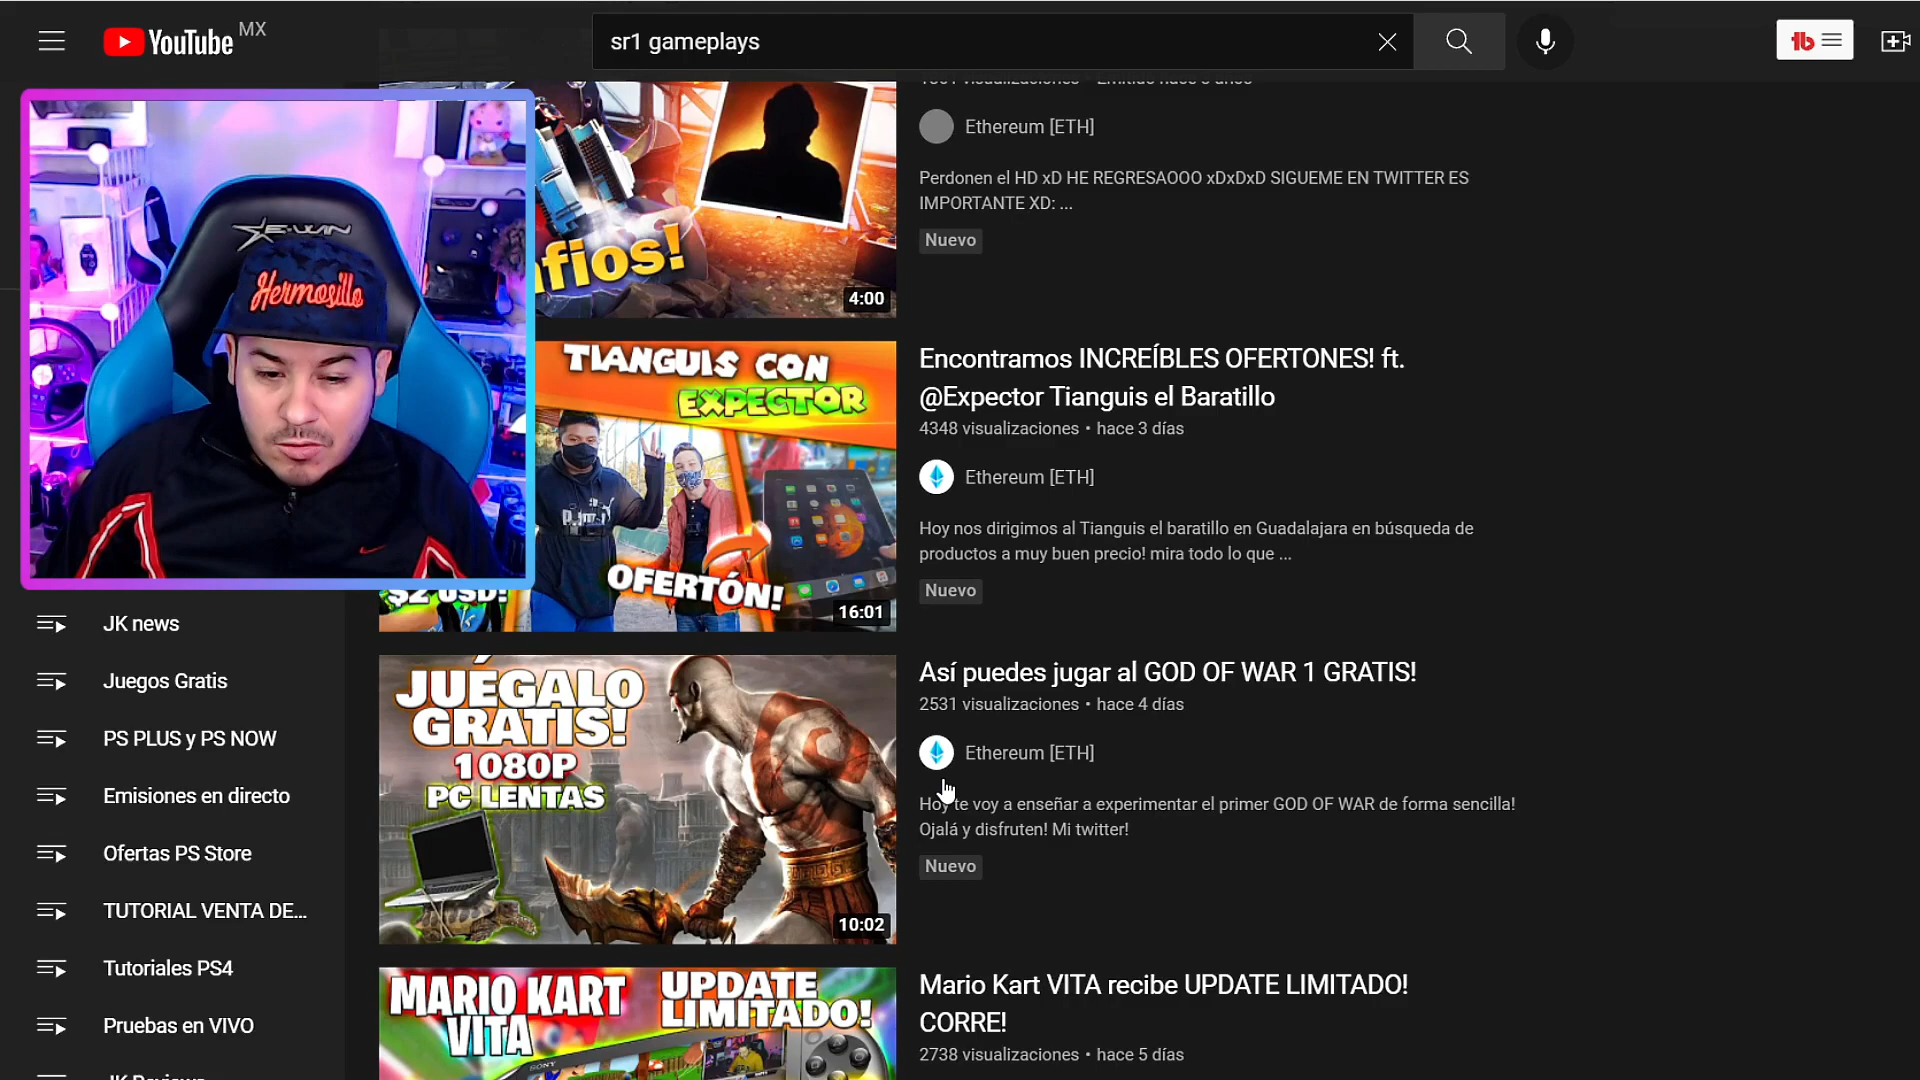 YouTube MX
sr1 gameplays
Ethereum [ETH]
Perdonen el HD xD HE REGRESAOOO xDxDxD SIGUEME EN TWITTER ES
IMPORTANTE XD: ...
Nuevo
fios!
4:00
E-WIN
Hermosillo
TIANGUIS CON
EXPECTOR
OFERTÓN!
$2 USD!
16:01
Encontramos INCREÍBLES OFERTONES! ft.
@Expector Tianguis el Baratillo
4348 visualizaciones • hace 3 días
Ethereum [ETH]
Hoy nos dirigimos al Tianguis el baratillo en Guadalajara en búsqueda de
productos a muy buen precio! mira todo lo que ...
Nuevo
JK news
Juegos Gratis
PS PLUS y PS NOW
Emisiones en directo
Ofertas PS Store
TUTORIAL VENTA DE...
Tutoriales PS4
Pruebas en VIVO
JUÉGALO
GRATIS!
1080P
PC LENTAS
10:02
Así puedes jugar al GOD OF WAR 1 GRATIS!
2531 visualizaciones • hace 4 días
Ethereum [ETH]
Hoy te voy a enseñar a experimentar el primer GOD OF WAR de forma sencilla!
Ojalá y disfruten! Mi twitter!
Nuevo
MARIO KART
VITA
UPDATE
LIMITADO!
SONY
Mario Kart VITA recibe UPDATE LIMITADO!
CORRE!
2738 visualizaciones • hace 5 días